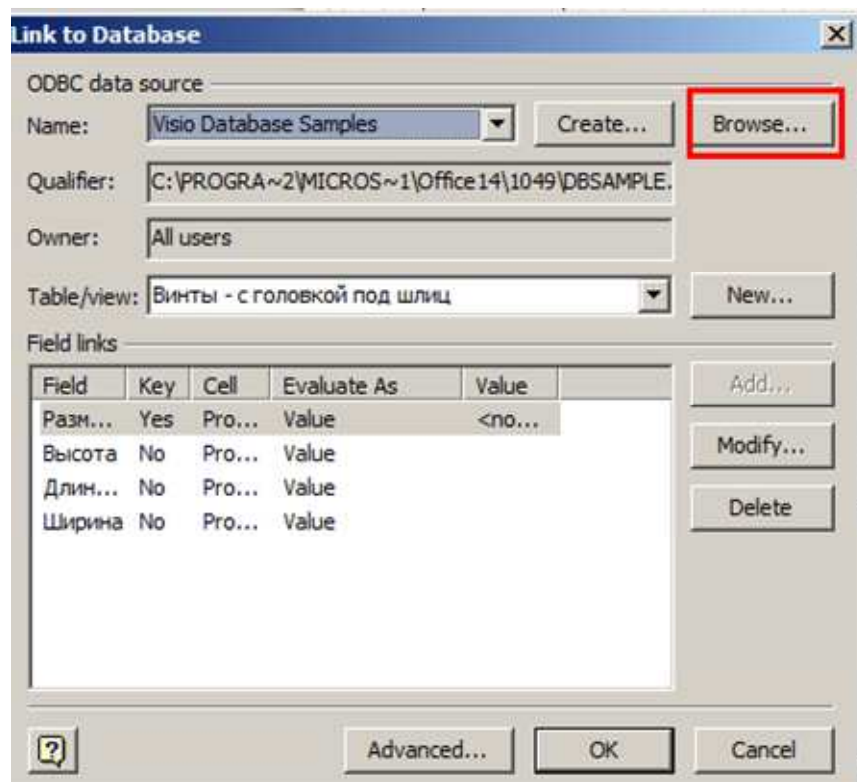 Link to Database
ODBC data source
Name: Visio Database Samples Create... Browse...
Qualifier: C:\PROGRA~2\MICROS~1\Office14\1049\DBSAMPLE.
Owner: All users
Table/view: Винты - с головкой под шлиц New...
Field links
Field Key Cell Evaluate As Value Add...
Разм... Yes Pro... Value <no...
Высота No Pro... Value Modify...
Длин... No Pro... Value
Ширина No Pro... Value Delete
Advanced... OK Cancel